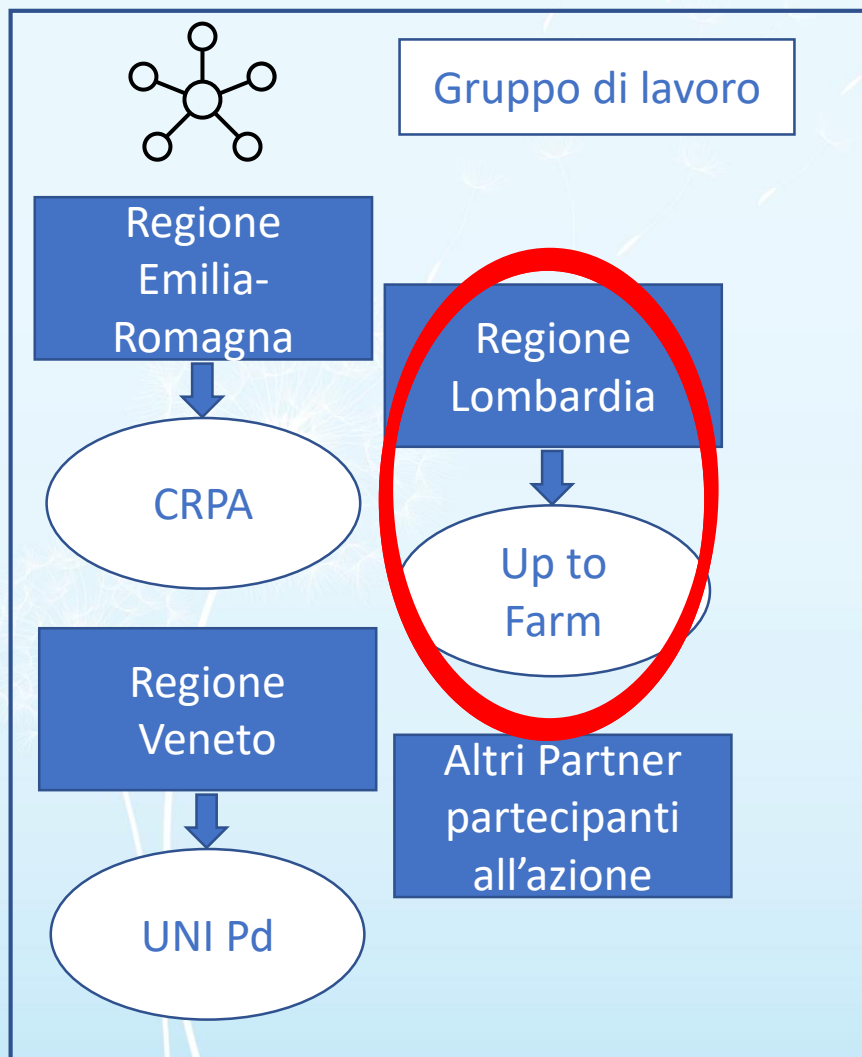 Gruppo di lavoro
Regione
Emilia-
Romagna
CRPA
Regione
Lombardia
Up to
Farm
Regione
Veneto
UNI Pd
Altri Partner
partecipanti
all’azione